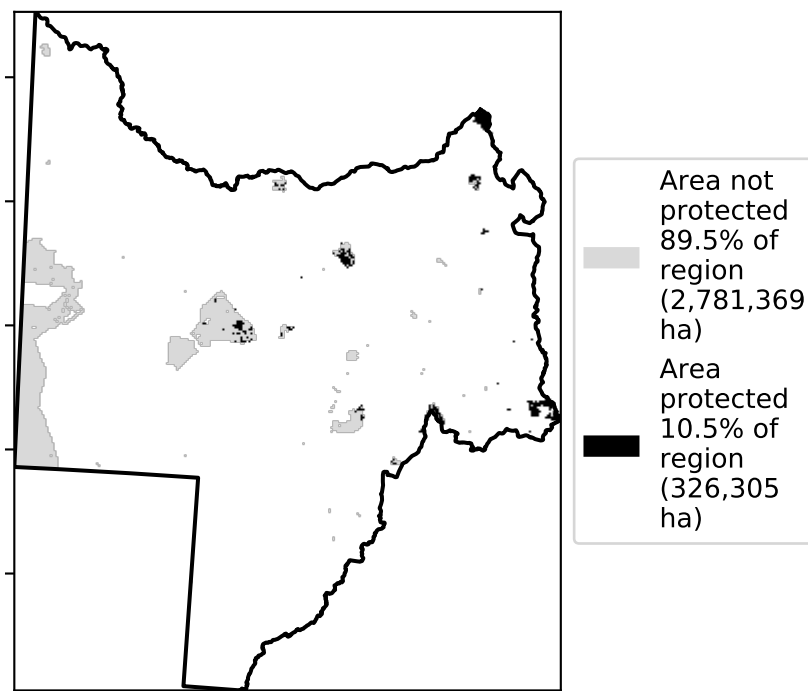 Area not
protected
89.5% of
region
(2,781,369
ha)
Area
protected
10.5% of
region
(326,305
ha)